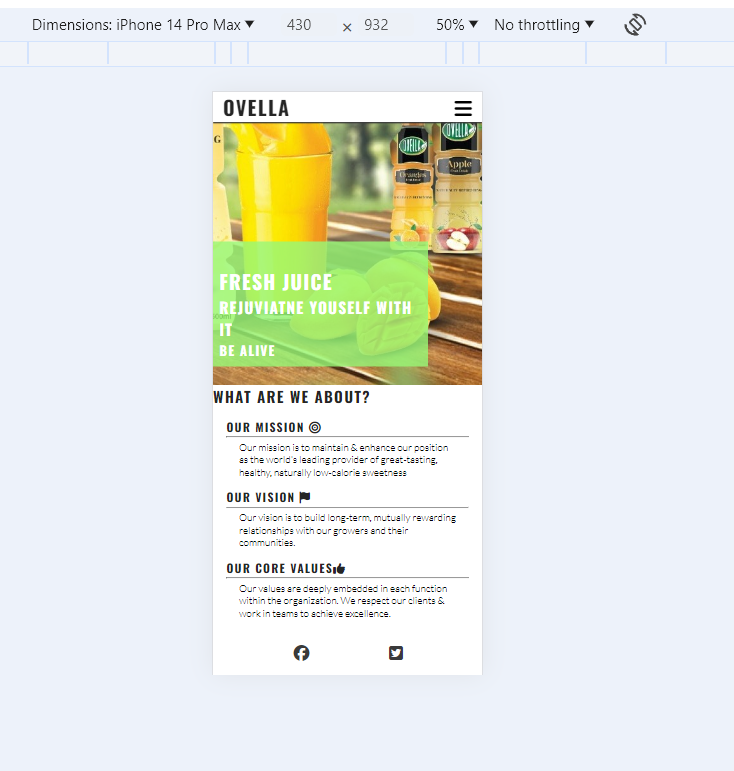 Dimensions: iPhone 14 Pro Max 430 × 932 50% No throttling
OVELLA
G
OVELLA
OVELLA
Oranges
Apple
FRESH JUICE
REJUVIATNE YOUSELF WITH
IT
BE ALIVE
WHAT ARE WE ABOUT?
OUR MISSION
Our mission is to maintain & enhance our position
as the world's leading provider of great-tasting,
healthy, naturally low-calorie sweetness
OUR VISION
Our vision is to build long-term, mutually rewarding
relationships with our growers and their
communities.
OUR CORE VALUES
Our values are deeply embedded in each function
within the organization. We respect our clients &
work in teams to achieve excellence.